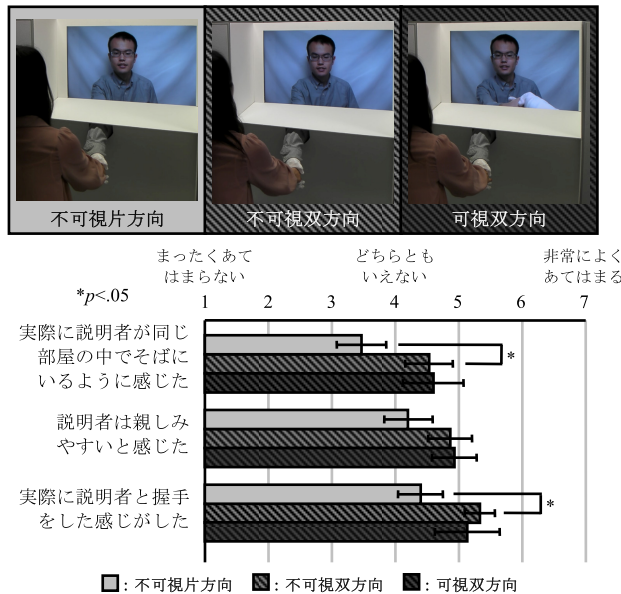 不可視片方向
不可視双方向
可視双方向
まったくあて
はまらない
どちらとも
いえない
非常によく
あてはまる
*p<.05
1 2 3 4 5 6 7
実際に説明者が同じ
部屋の中でそばに
いるように感じた
*
説明者は親しみ
やすいと感じた
実際に説明者と握手
をした感じがした
*
：不可視片方向 ：不可視双方向 ：可視双方向